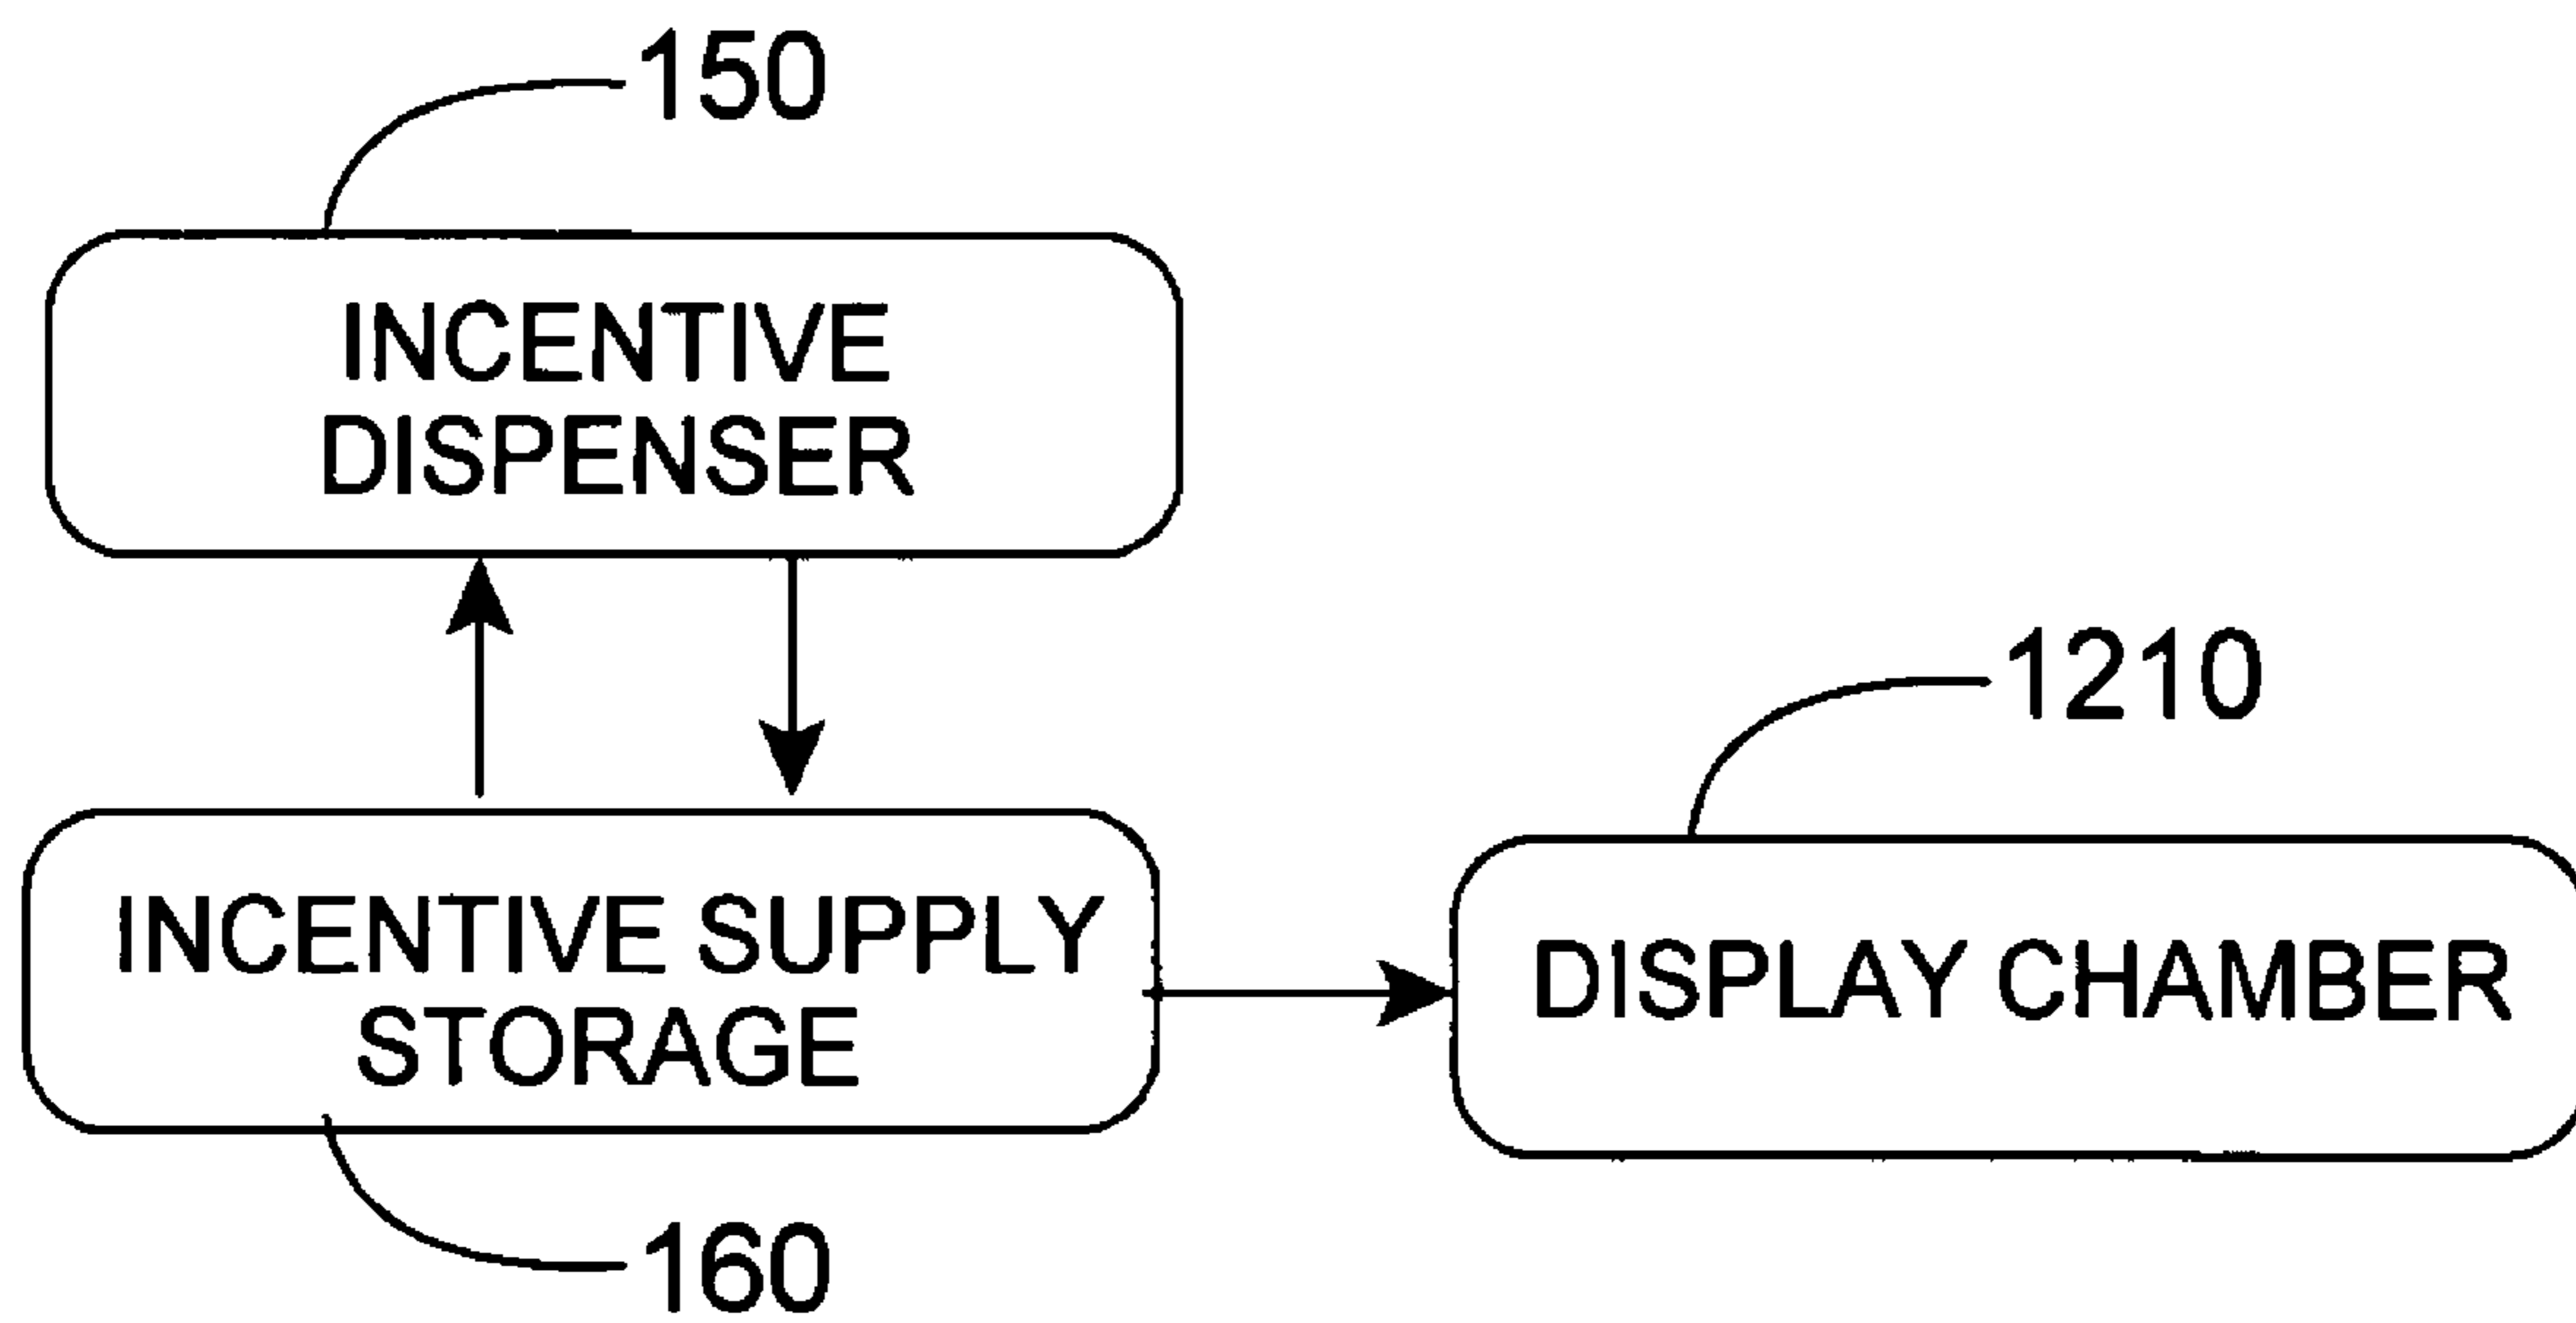 150
INCENTIVE
DISPENSER
1210
INCENTIVE SUPPLY
STORAGE
DISPLAY CHAMBER
160